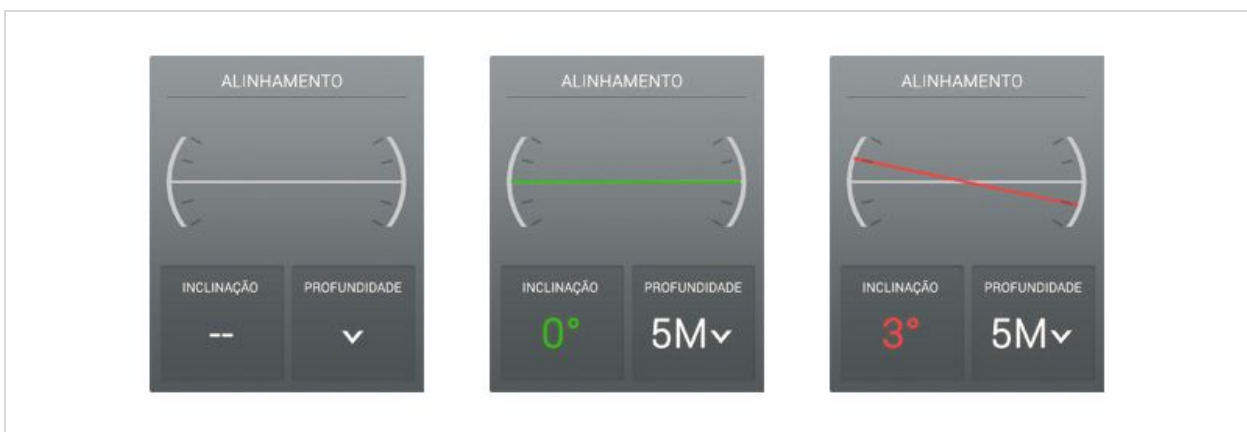 ALINHAMENTO
INCLINAÇÃO
PROFUNDIDADE
--
ALINHAMENTO
INCLINAÇÃO
PROFUNDIDADE
0°
5M
ALINHAMENTO
INCLINAÇÃO
PROFUNDIDADE
3°
5M